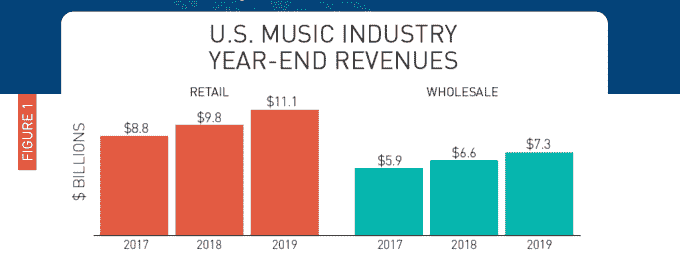 U.S. MUSIC INDUSTRY
YEAR-END REVENUES
FIGURE 1
$ BILLIONS
RETAIL
$8.8
$9.8
$11.1
2017
2018
2019
WHOLESALE
$5.9
$6.6
$7.3
2017
2018
2019